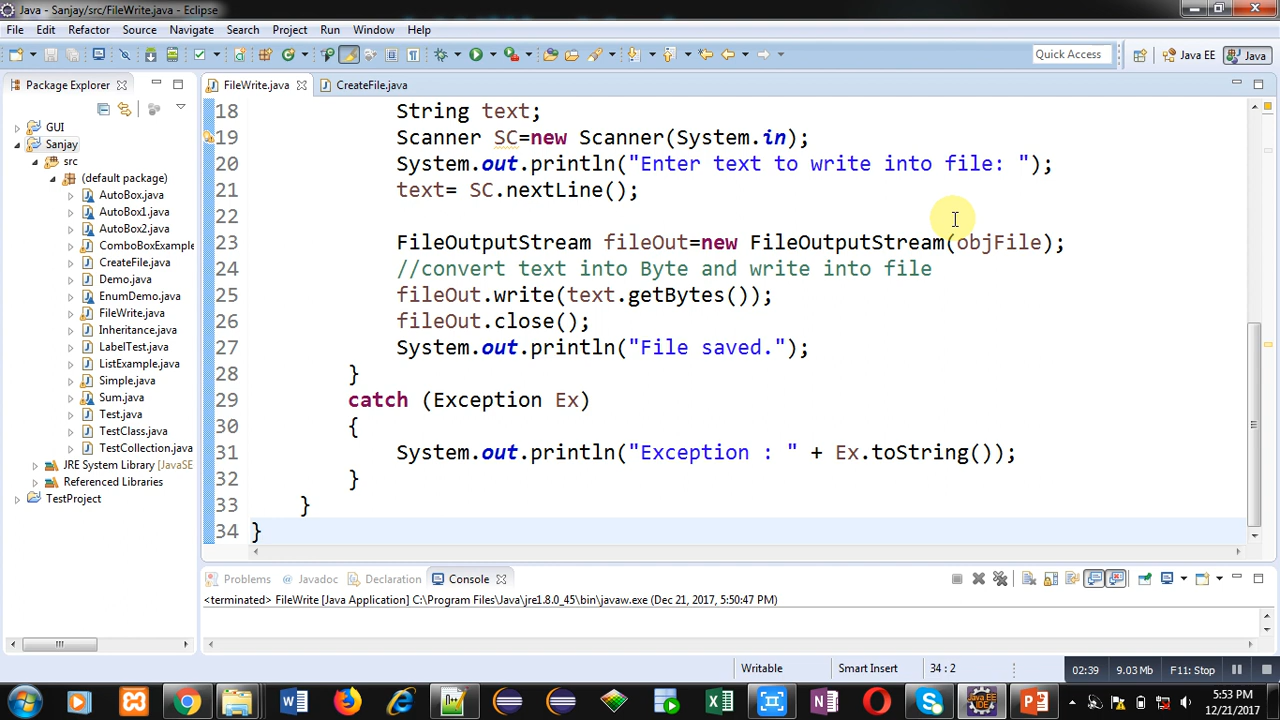 Java - Sanjay/src/FileWrite.java - Eclipse
File Edit Refactor Source Navigate Search Project Run Window Help
Quick Access
Java EE
Java
Package Explorer
GUI
Sanjay
src
(default package)
AutoBox.java
AutoBox1.java
AutoBox2.java
ComboBoxExample
CreateFile.java
Demo.java
EnumDemo.java
FileWrite.java
Inheritance.java
LabelTest.java
ListExample.java
Simple.java
Sum.java
Test.java
TestClass.java
TestCollection.java
JRE System Library [JavaSE
Referenced Libraries
TestProject
FileWrite.java CreateFile.java
18 String text;
19 Scanner SC=new Scanner(System.in);
20 System.out.println("Enter text to write into file: ");
21 text= SC.nextLine();
22
23 FileOutputStream fileOut=new FileOutputStream(objFile);
24 //convert text into Byte and write into file
25 fileOut.write(text.getBytes());
26 fileOut.close();
27 System.out.println("File saved.");
28 }
29 catch (Exception Ex)
30 {
31 System.out.println("Exception : " + Ex.toString());
32 }
33 }
34 }
Problems Javadoc Declaration Console
<terminated> FileWrite [Java Application] C:\Program Files\Java\jre1.8.0_45\bin\javaw.exe (Dec 21, 2017, 5:50:47 PM)
Writable Smart Insert 34 : 2
02:39 9.03 Mb F11: Stop
5:53 PM
12/21/2017